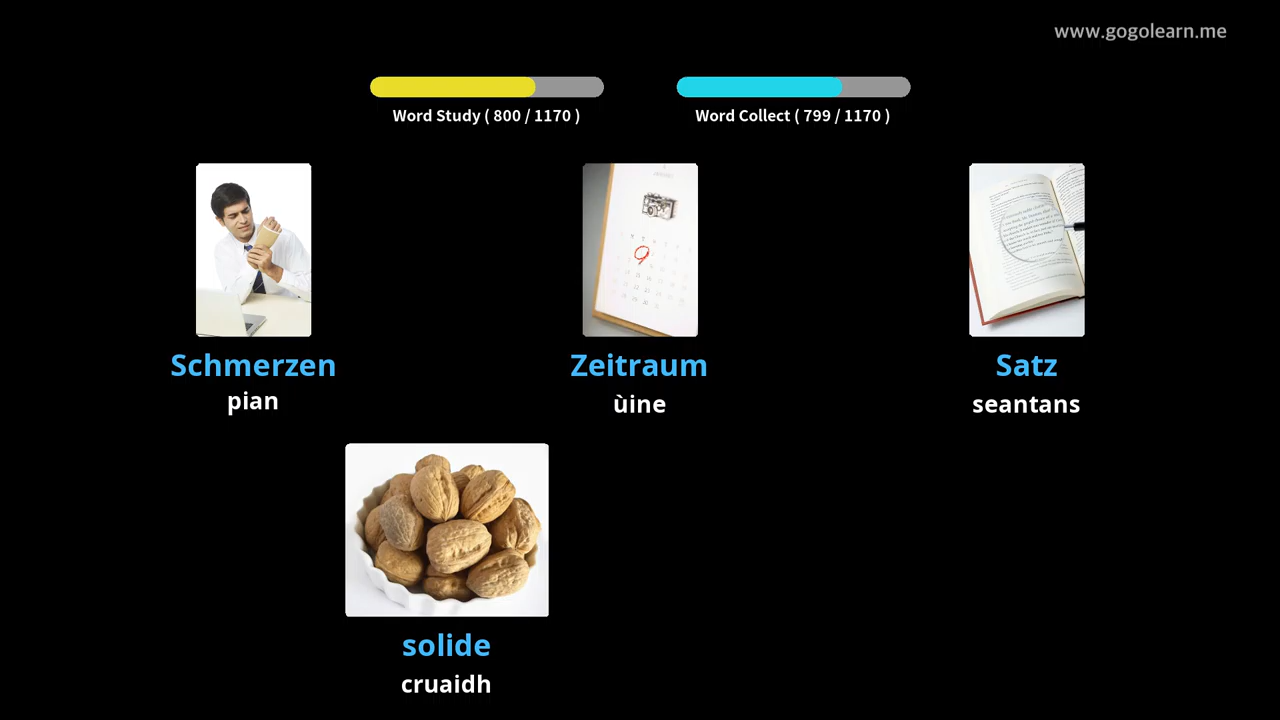 www.gogolearn.me
Word Study ( 800 / 1170 )
Word Collect ( 799 / 1170 )
Schmerzen
pian
Zeitraum
ùine
Satz
seantans
solide
cruaidh